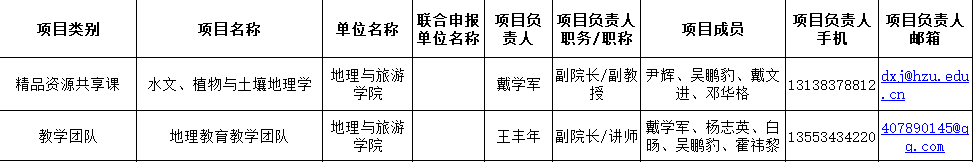 项目类别 项目名称 单位名称 联合申报单位名称 项目负责人 项目负责人职务/职称 项目成员 项目负责人手机 项目负责人邮箱
精品资源共享课 水文、植物与土壤地理学 地理与旅游学院 戴学军 副院长/副教授 尹辉、吴鹏豹、戴文进、邓华格 13138378812 dxj@hzu.edu.cn
教学团队 地理教育教学团队 地理与旅游学院 王丰年 副院长/讲师 戴学军、杨志英、白旸、吴鹏豹、霍祎黎 13553434220 407890145@qq.com